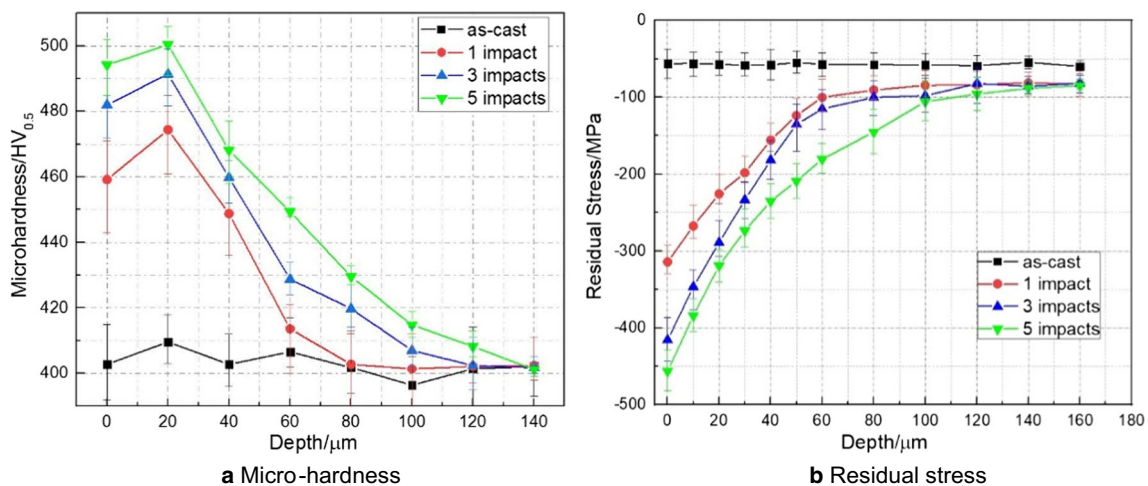 500
480
460
440
420
400
Microhardness/HV0.5
as-cast
1 impact
3 impacts
5 impacts
0 20 40 60 80 100 120 140
Depth/μm
a Micro-hardness
0
-100
-200
-300
-400
-500
Residual Stress/MPa
as-cast
1 impact
3 impacts
5 impacts
0 20 40 60 80 100 120 140 160 180
Depth/μm
b Residual stress